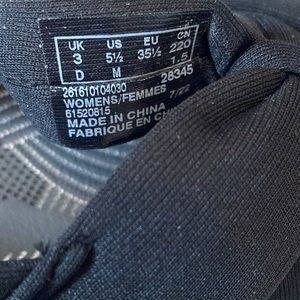 UK US EU CN
3 5½ 35½ 220
D M 1.5
261610104030 28345
WOMENS/FEMMES 7/22
61520815
MADE IN CHINA
FABRIQUE EN